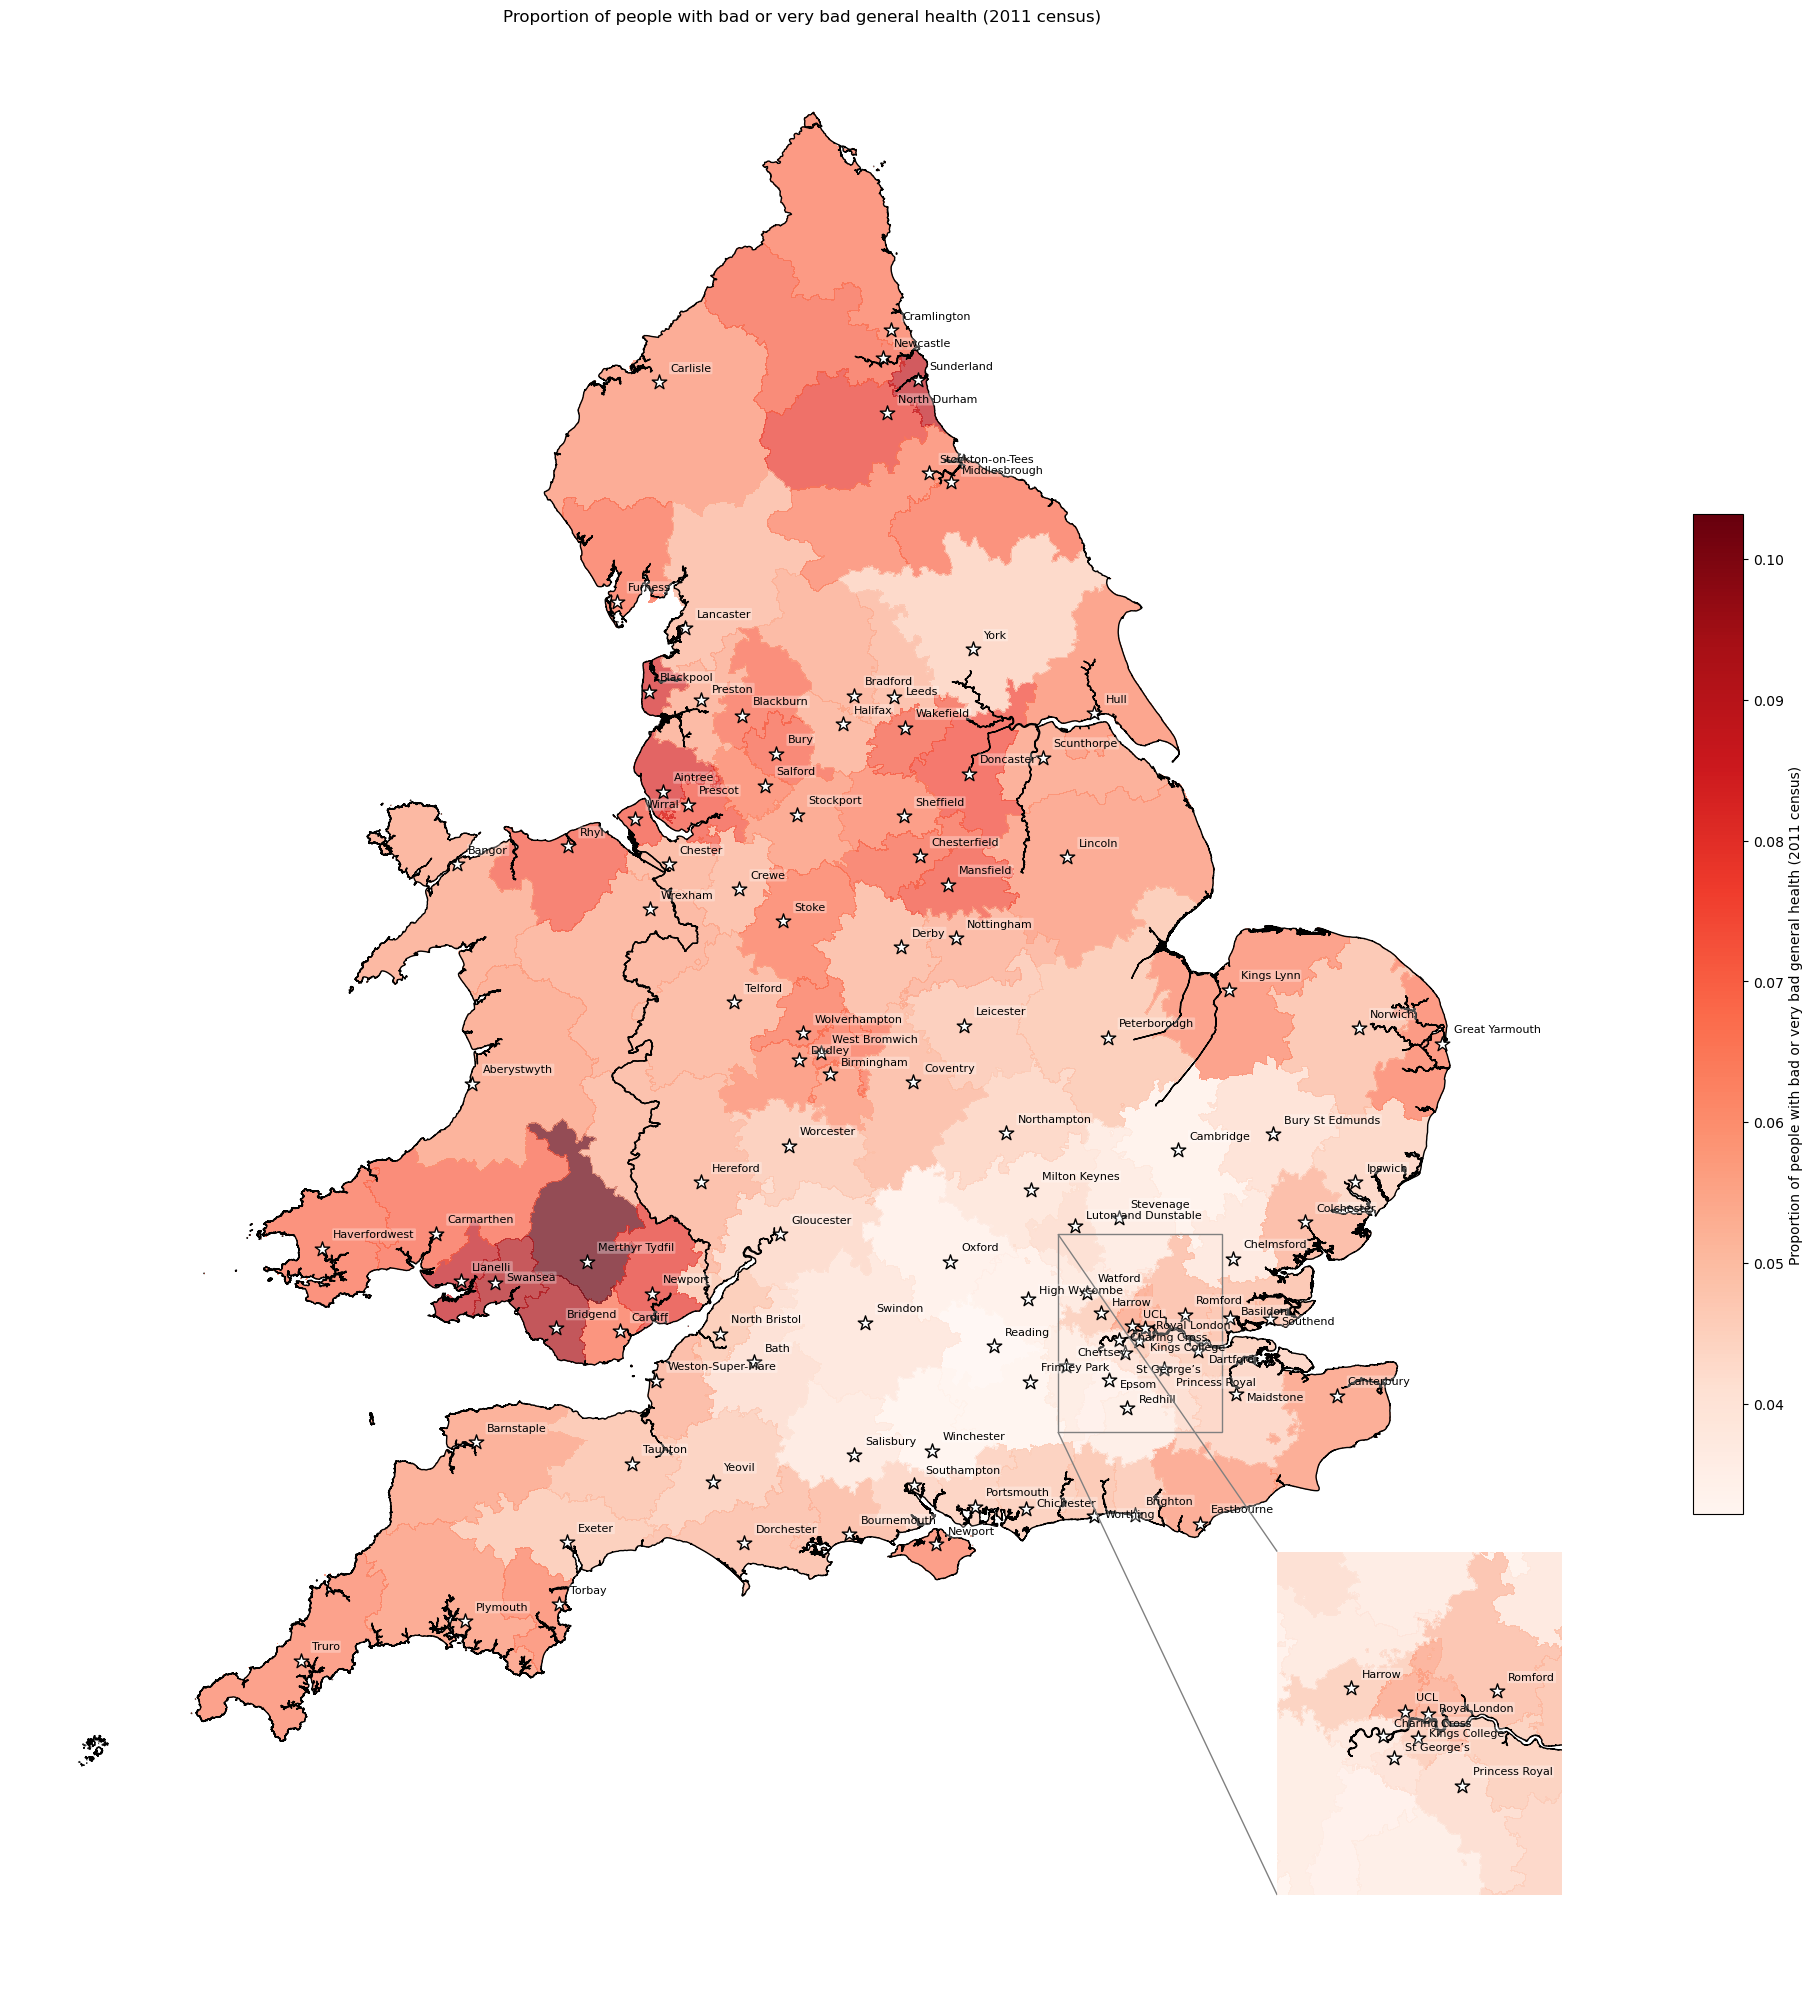 Proportion of people with bad or very bad general health (2011 census)
Cramlington
Newcastle
Carlisle
Sunderland
North Durham
Stockton-on-Tees
Middlesbrough
Furness
Lancaster
York
Blackpool
Preston
Bradford
Leeds
Blackburn
Halifax
Wakefield
Hull
Bury
Scunthorpe
Doncaster
Aintree
Salford
Prescot
Wirral
Stockport
Sheffield
Rhyl
Bangor
Chester
Chesterfield
Lincoln
Crewe
Mansfield
Wrexham
Stoke
Derby
Nottingham
Kings Lynn
Telford
Leicester
Norwich
Great Yarmouth
Wolverhampton
West Bromwich
Dudley
Birmingham
Peterborough
Aberystwyth
Coventry
Northampton
Bury St Edmunds
Worcester
Cambridge
Hereford
Milton Keynes
Ipswich
Stevenage
Luton and Dunstable
Colchester
Carmarthen
Gloucester
Haverfordwest
Merthyr Tydfil
Oxford
Chelmsford
Llanelli
Swansea
Newport
High Wycombe
Watford
Harrow
Romford
Bridgend
Cardiff
North Bristol
Swindon
UCL
Royal London
Basildon
Southend
Bath
Reading
Charing Cross
Kings College
Chertsey
Dartford
Weston-Super-Mare
Frimley Park
St George's
Epsom
Princess Royal
Canterbury
Redhill
Maidstone
Barnstaple
Taunton
Salisbury
Winchester
Yeovil
Southampton
Portsmouth
Chichester
Worthing
Brighton
Eastbourne
Exeter
Dorchester
Bournemouth
Newport
Torbay
Plymouth
Truro
Harrow
Romford
UCL
Royal London
Charing Cross
Kings College
St George's
Princess Royal
0.10
0.09
0.08
0.07
0.06
0.05
0.04
Proportion of people with bad or very bad general health (2011 census)